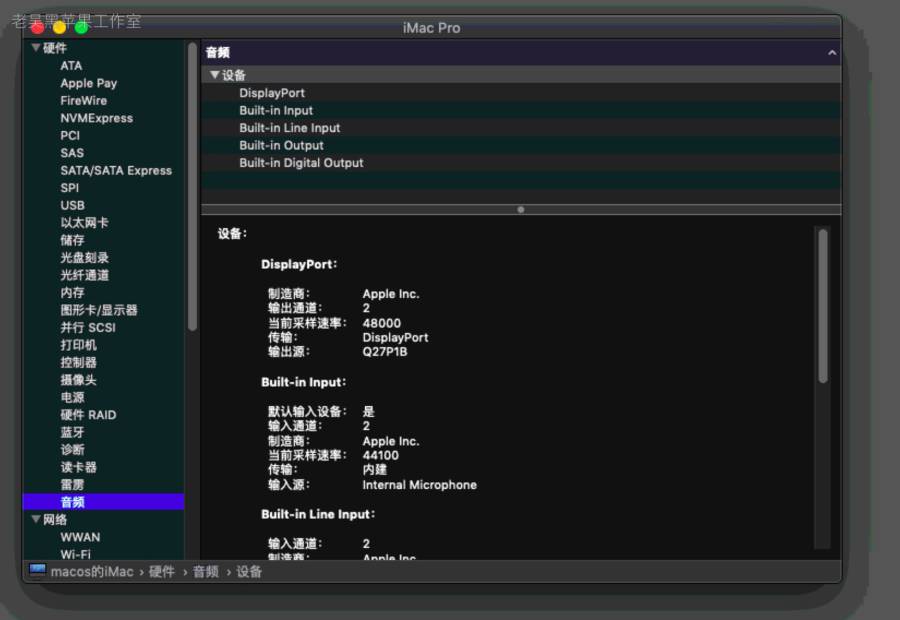 老吴黑苹果工作室
iMac Pro
硬件
ATA
Apple Pay
FireWire
NVMExpress
PCI
SAS
SATA/SATA Express
SPI
USB
以太网卡
储存
光盘刻录
光纤通道
内存
图形卡/显示器
并行 SCSI
打印机
控制器
摄像头
电源
硬件 RAID
蓝牙
诊断
读卡器
雷雳
音频
网络
WWAN
Wi-Fi
音频
设备
DisplayPort
Built-in Input
Built-in Line Input
Built-in Output
Built-in Digital Output
设备：
DisplayPort：
制造商： Apple Inc.
输出通道： 2
当前采样速率： 48000
传输： DisplayPort
输出源： Q27P1B
Built-in Input：
默认输入设备： 是
输入通道： 2
制造商： Apple Inc.
当前采样速率： 44100
传输： 内建
输入源： Internal Microphone
Built-in Line Input：
输入通道： 2
制造商： Apple Inc.
macos的iMac › 硬件 › 音频 › 设备